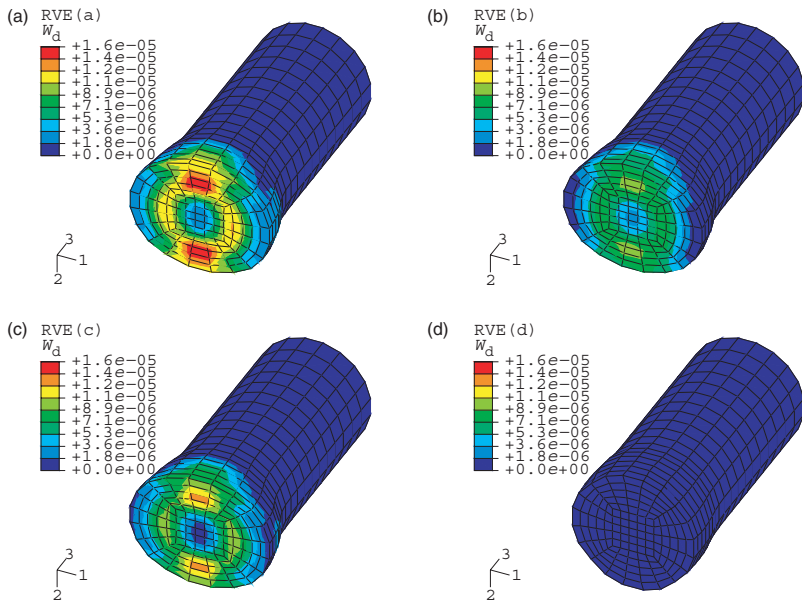 (a) RVE(a)
Wd
+1.6e−05
+1.4e−05
+1.2e−05
+1.1e−05
+8.9e−06
+7.1e−06
+5.3e−06
+3.6e−06
+1.8e−06
+0.0e+00
3
1
2
(b) RVE(b)
Wd
+1.6e−05
+1.4e−05
+1.2e−05
+1.1e−05
+8.9e−06
+7.1e−06
+5.3e−06
+3.6e−06
+1.8e−06
+0.0e+00
3
1
2
(c) RVE(c)
Wd
+1.6e−05
+1.4e−05
+1.2e−05
+1.1e−05
+8.9e−06
+7.1e−06
+5.3e−06
+3.6e−06
+1.8e−06
+0.0e+00
3
1
2
(d) RVE(d)
Wd
+1.6e−05
+1.4e−05
+1.2e−05
+1.1e−05
+8.9e−06
+7.1e−06
+5.3e−06
+3.6e−06
+1.8e−06
+0.0e+00
3
1
2